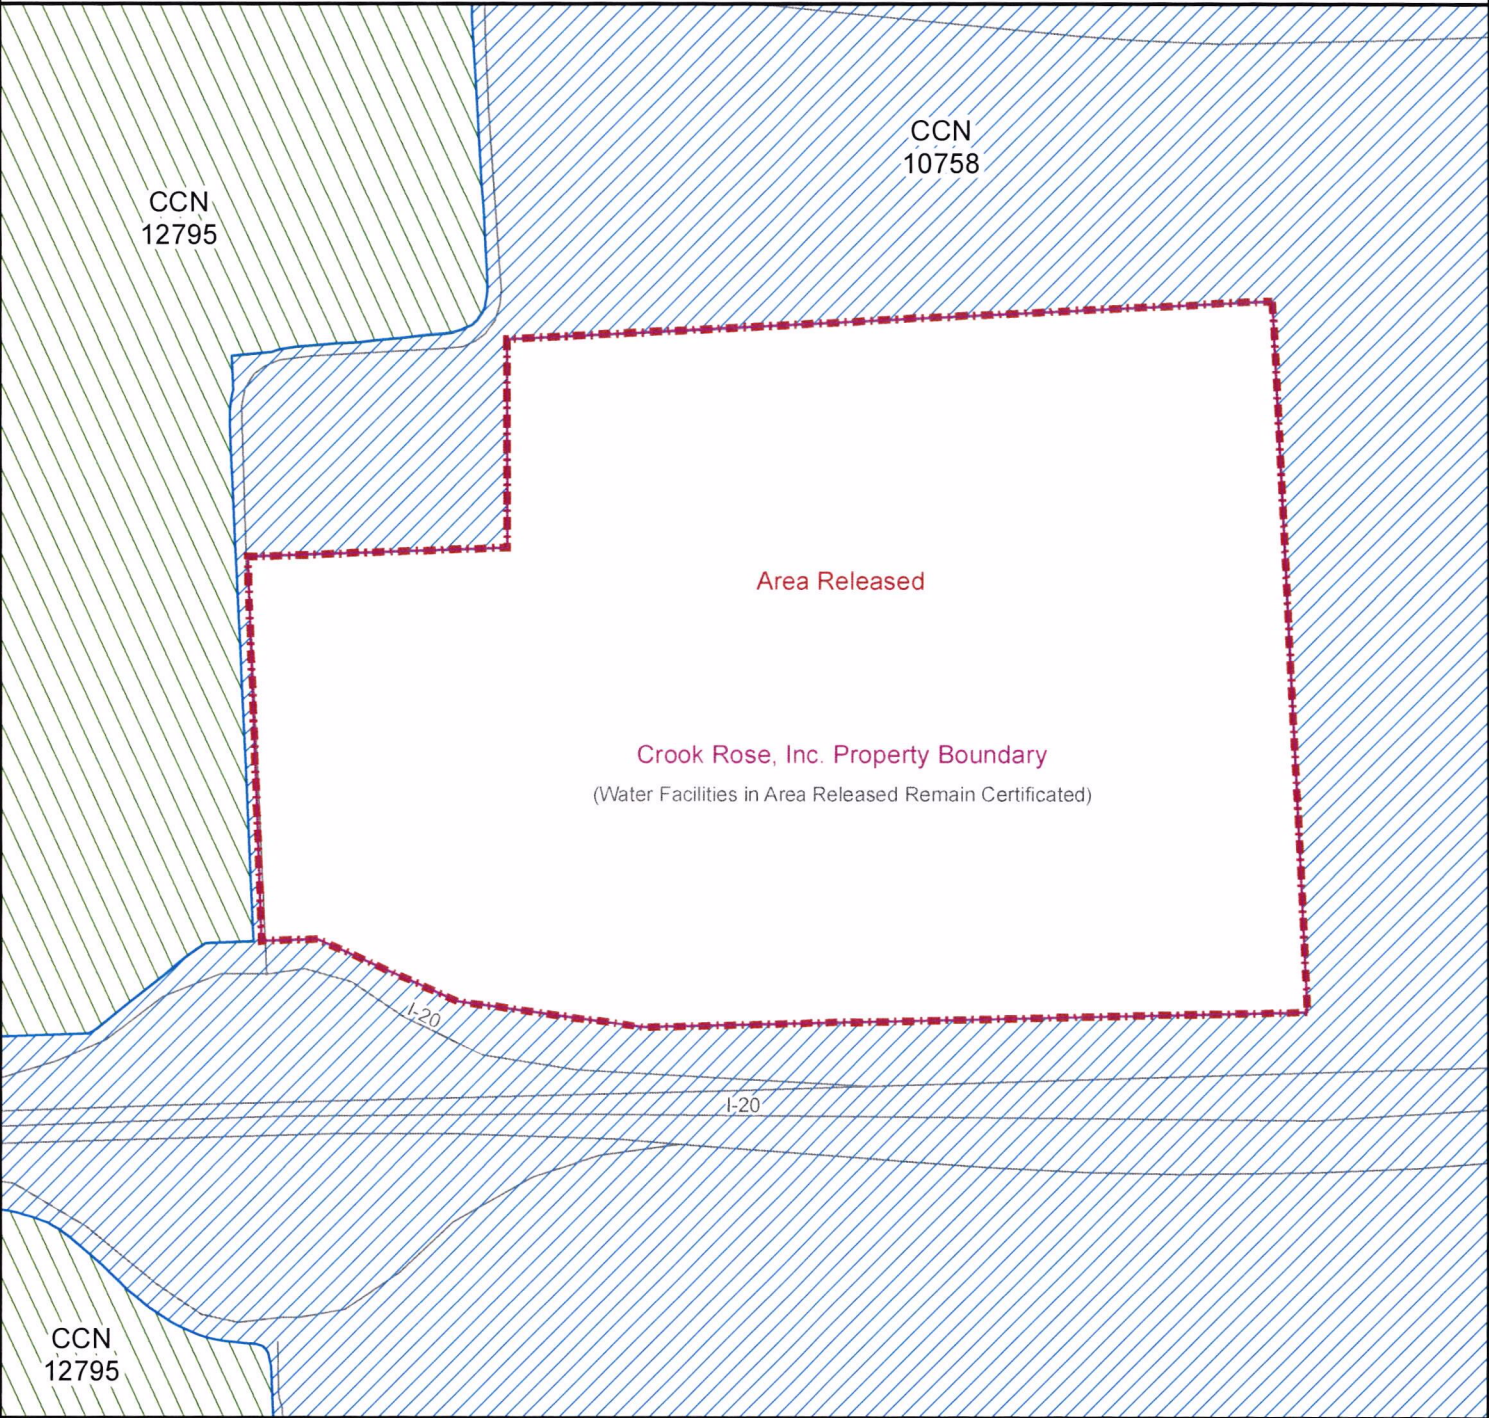 CCN
10758
CCN
12795
Area Released
Crook Rose, Inc. Property Boundary
(Water Facilities in Area Released Remain Certificated)
I-20
I-20
CCN
12795